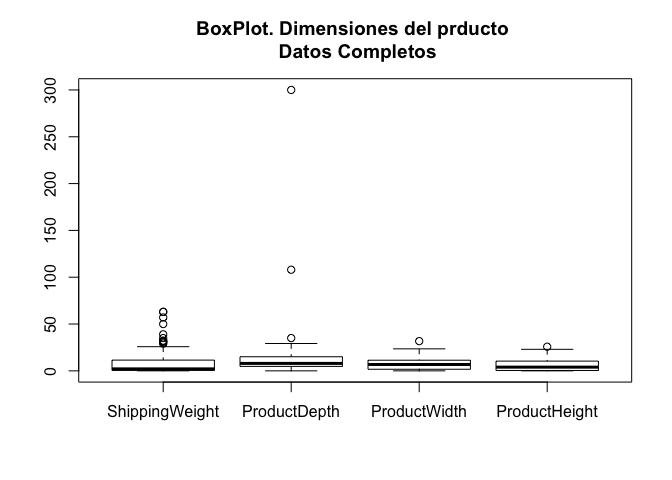 BoxPlot. Dimensiones del prducto
Datos Completos
300
250
200
150
100
50
0
ShippingWeight ProductDepth ProductWidth ProductHeight